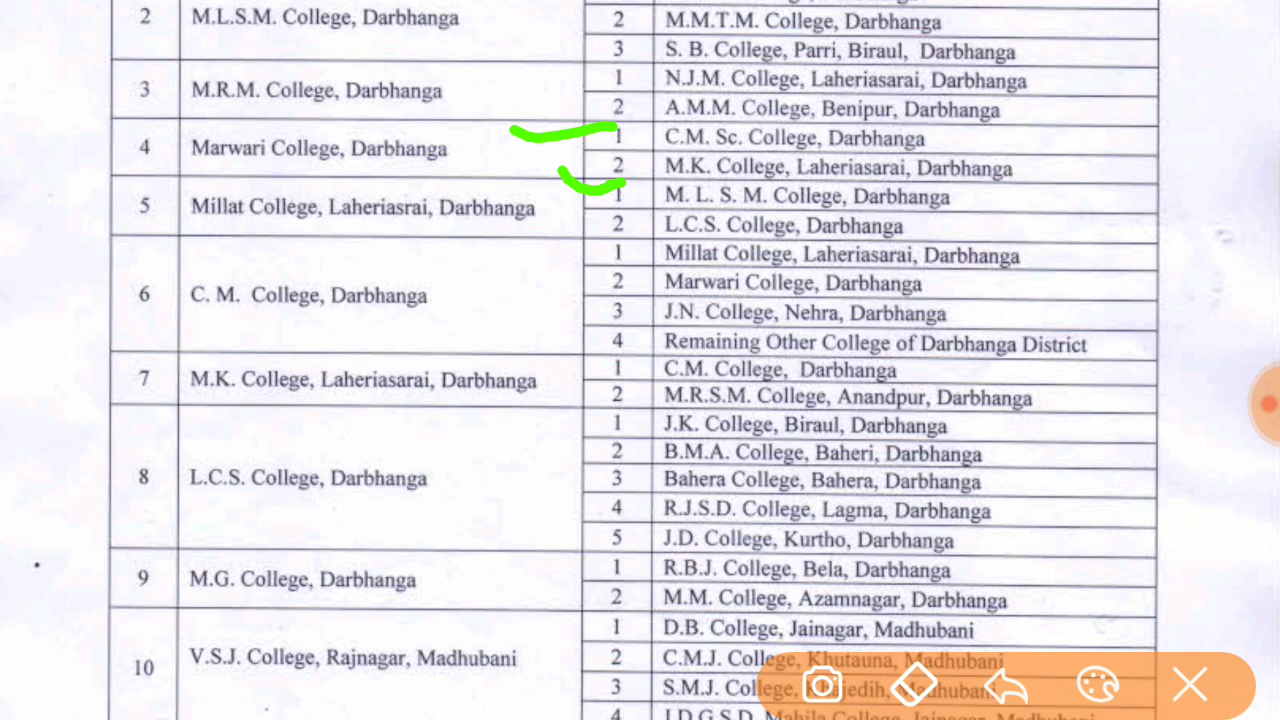 2 M.L.S.M. College, Darbhanga
2 M.M.T.M. College, Darbhanga
3 S. B. College, Parri, Biraul, Darbhanga
3 M.R.M. College, Darbhanga
1 N.J.M. College, Laheriasarai, Darbhanga
2 A.M.M. College, Benipur, Darbhanga
4 Marwari College, Darbhanga
1 C.M. Sc. College, Darbhanga
2 M.K. College, Laheriasarai, Darbhanga
5 Millat College, Laheriasrai, Darbhanga
1 M. L. S. M. College, Darbhanga
2 L.C.S. College, Darbhanga
6 C. M. College, Darbhanga
1 Millat College, Laheriasarai, Darbhanga
2 Marwari College, Darbhanga
3 J.N. College, Nehra, Darbhanga
4 Remaining Other College of Darbhanga District
7 M.K. College, Laheriasarai, Darbhanga
1 C.M. College, Darbhanga
2 M.R.S.M. College, Anandpur, Darbhanga
8 L.C.S. College, Darbhanga
1 J.K. College, Biraul, Darbhanga
2 B.M.A. College, Baheri, Darbhanga
3 Bahera College, Bahera, Darbhanga
4 R.J.S.D. College, Lagma, Darbhanga
5 J.D. College, Kurtho, Darbhanga
9 M.G. College, Darbhanga
1 R.B.J. College, Bela, Darbhanga
2 M.M. College, Azamnagar, Darbhanga
10 V.S.J. College, Rajnagar, Madhubani
1 D.B. College, Jainagar, Madhubani
2 C.M.J. College, Khutauna, Madhubani
3 S.M.J. College, Madhubani
4 Mahila College, Jainagar, Madhubani